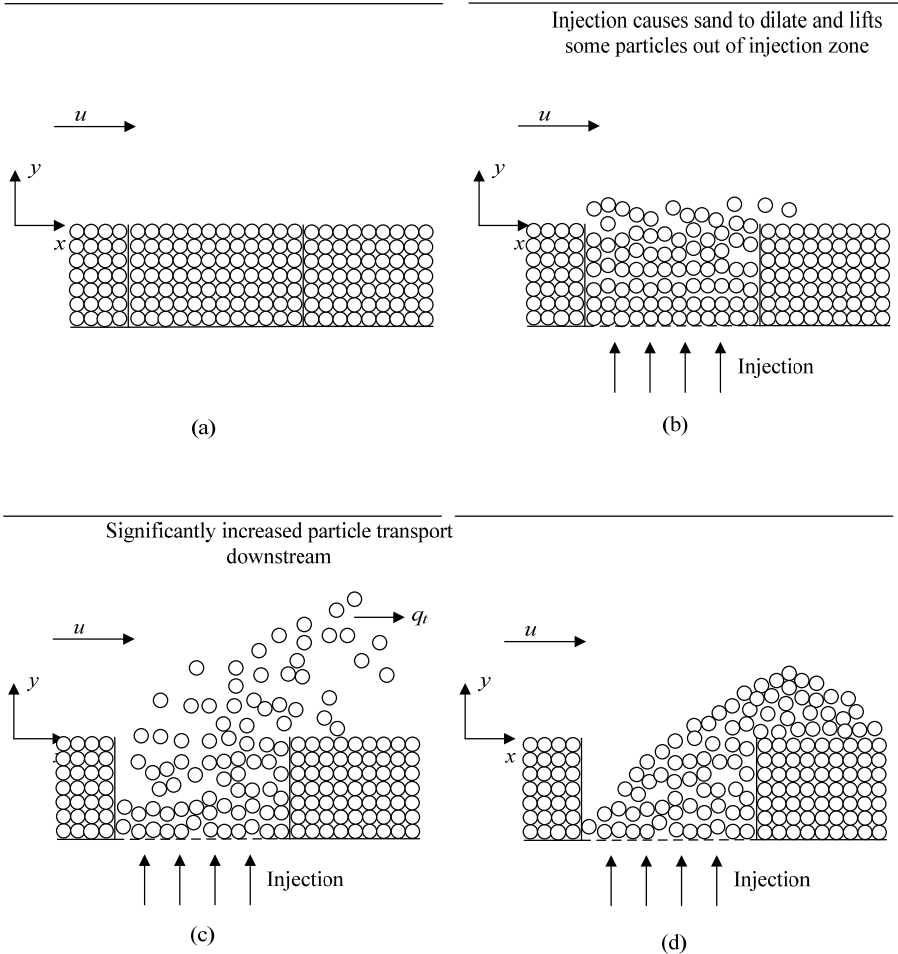 Injection causes sand to dilate and lifts
some particles out of injection zone
u
y
x
(a)
u
y
x
Injection
(b)
Significantly increased particle transport
downstream
qt
u
y
x
Injection
(c)
u
y
x
Injection
(d)